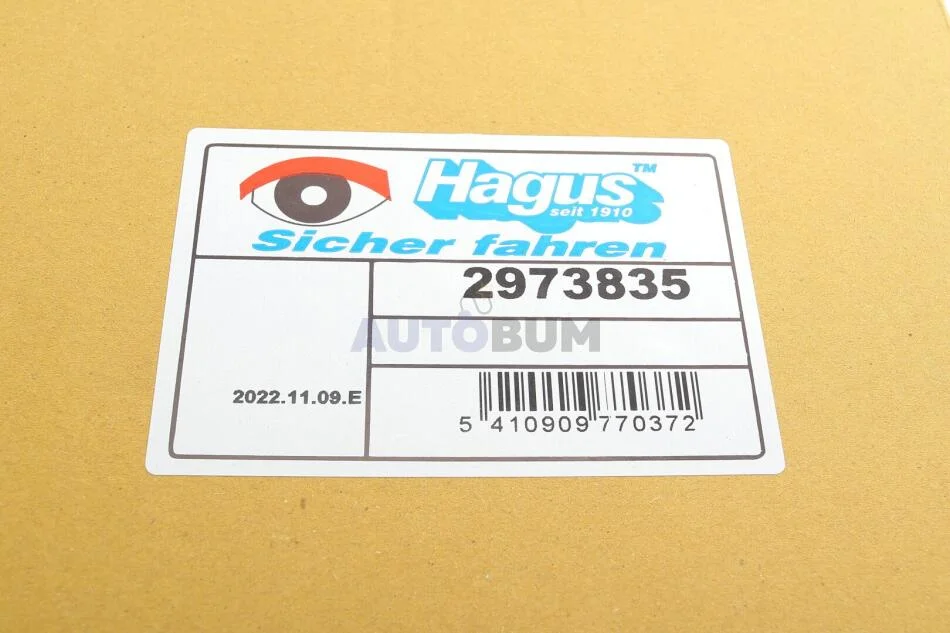 Hagus™
seit 1910
Sicher fahren
2973835
AUTOBUM
2022.11.09.E
5 410909 770372